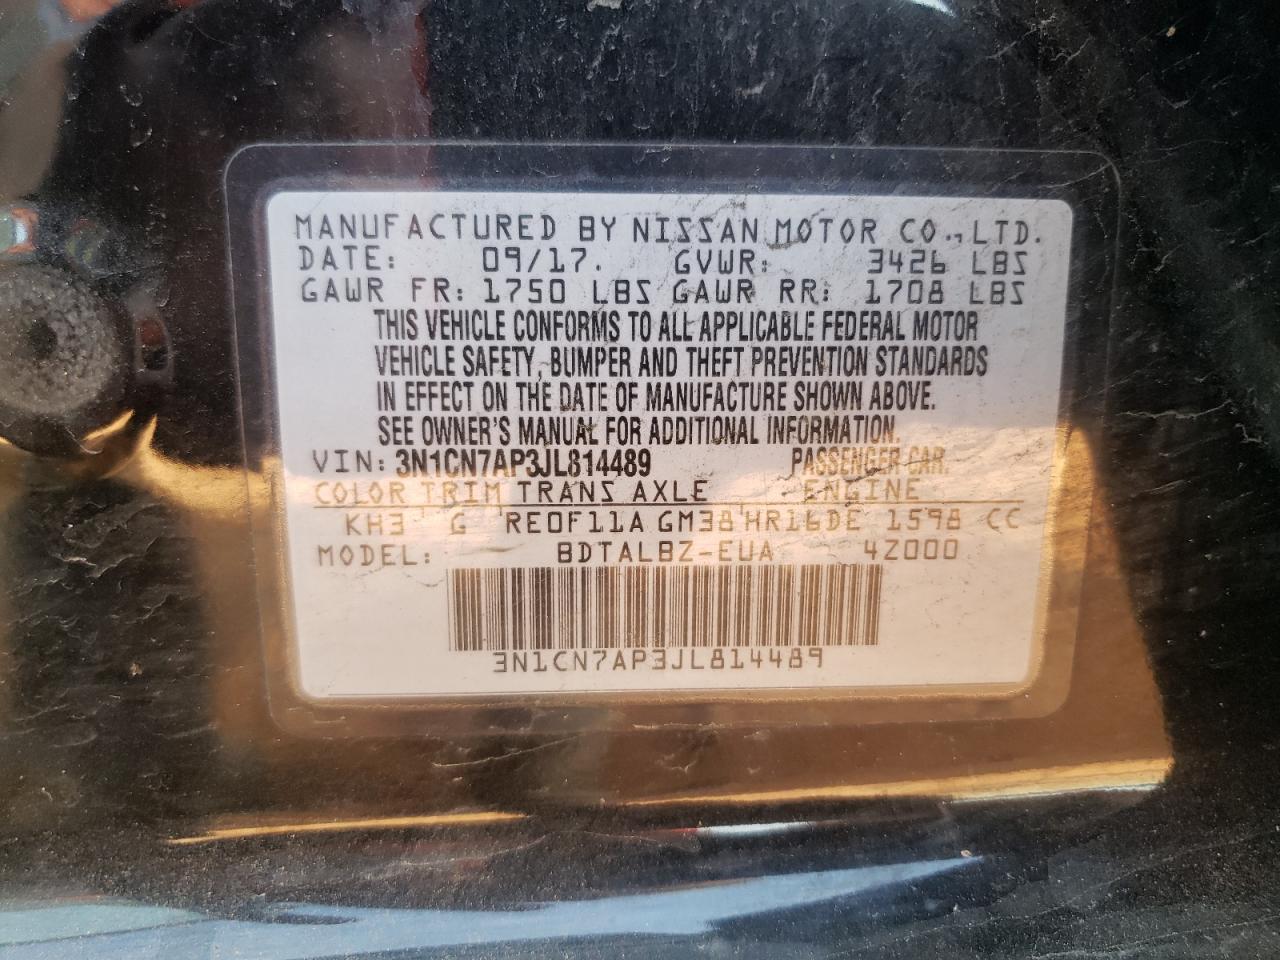 MANUFACTURED BY NISSAN MOTOR CO.,LTD.
DATE: 09/17. GVWR: 3426 LBS
GAWR FR: 1750 LBS GAWR RR: 1708 LBS
THIS VEHICLE CONFORMS TO ALL APPLICABLE FEDERAL MOTOR
VEHICLE SAFETY, BUMPER AND THEFT PREVENTION STANDARDS
IN EFFECT ON THE DATE OF MANUFACTURE SHOWN ABOVE.
SEE OWNER'S MANUAL FOR ADDITIONAL INFORMATION.
VIN: 3N1CN7AP3JL814489 PASSENGER CAR.
COLOR TRIM TRANS AXLE ENGINE
KH3 G RE0F11A GM38 HR16DE 1598 CC
MODEL: BDTALBZ-EUA 4Z000
3N1CN7AP3JL814489